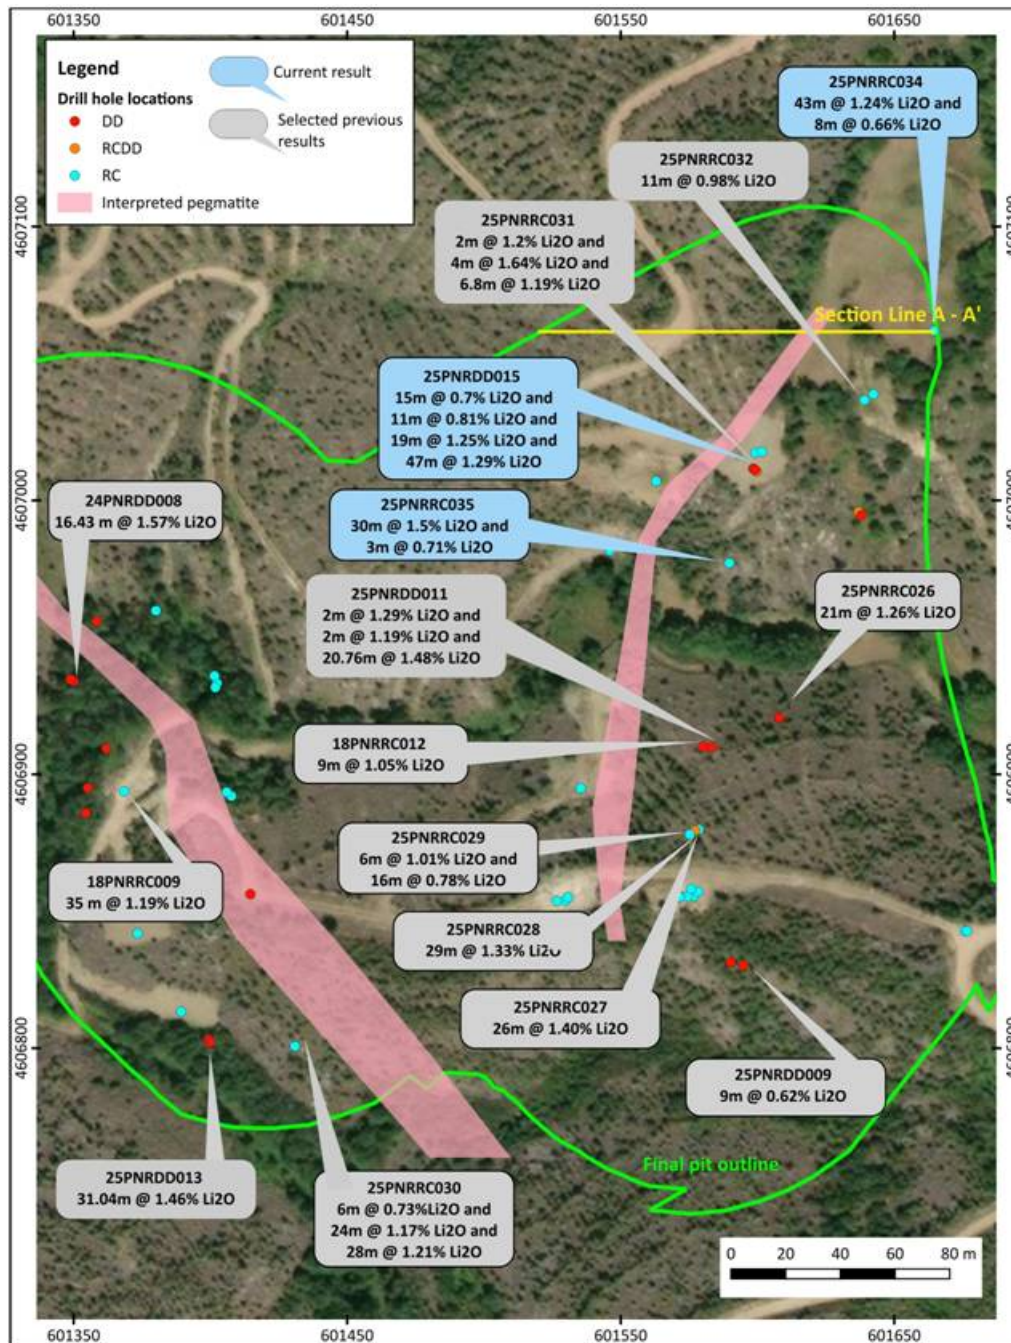 601350
601450
601550
601650
Legend
Drill hole locations
DD
RCDD
RC
Interpreted pegmatite
Current result
Selected previous
results
25PNRRC034
43m @ 1.24% Li2O and
8m @ 0.66% Li2O
25PNRRC032
11m @ 0.98% Li2O
4607100
4607100
25PNRRC031
2m @ 1.2% Li2O and
4m @ 1.64% Li2O and
6.8m @ 1.19% Li2O
Section Line A - A'
25PNRDD015
15m @ 0.7% Li2O and
11m @ 0.81% Li2O and
19m @ 1.25% Li2O and
47m @ 1.29% Li2O
24PNRDD008
16.43 m @ 1.57% Li2O
4607000
4607000
25PNRRC035
30m @ 1.5% Li2O and
3m @ 0.71% Li2O
25PNRDD011
2m @ 1.29% Li2O and
2m @ 1.19% Li2O and
20.76m @ 1.48% Li2O
25PNRRC026
21m @ 1.26% Li2O
18PNRRC012
9m @ 1.05% Li2O
4606900
4606900
25PNRRC029
6m @ 1.01% Li2O and
16m @ 0.78% Li2O
18PNRRC009
35 m @ 1.19% Li2O
25PNRRC028
29m @ 1.33% Li2O
25PNRRC027
26m @ 1.40% Li2O
4606800
4606800
25PNRDD009
9m @ 0.62% Li2O
25PNRDD013
31.04m @ 1.46% Li2O
25PNRRC030
6m @ 0.73%Li2O and
24m @ 1.17% Li2O and
28m @ 1.21% Li2O
Final pit outline
0 20 40 60 80 m
601350
601450
601550
601650